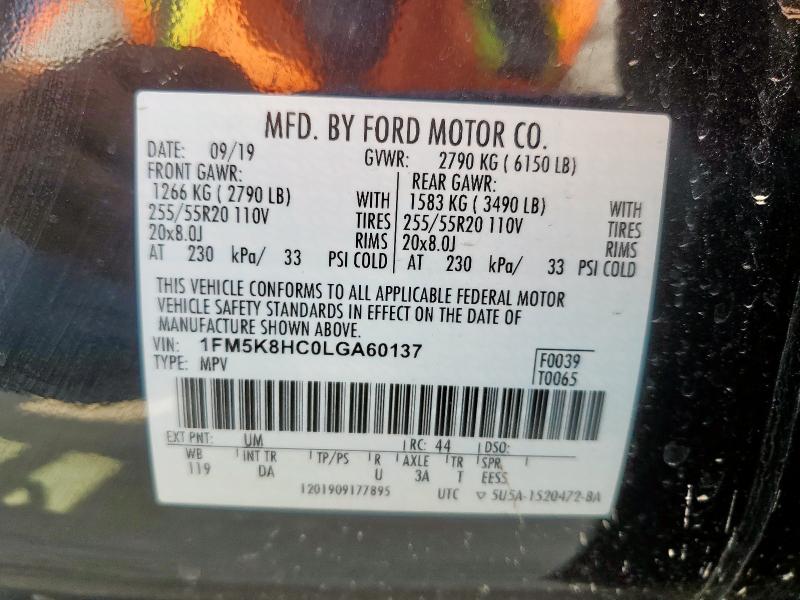 MFD. BY FORD MOTOR CO.
DATE: 09/19 GVWR: 2790 KG ( 6150 LB)
FRONT GAWR: REAR GAWR:
1266 KG ( 2790 LB) WITH 1583 KG ( 3490 LB) WITH
255/55R20 110V TIRES 255/55R20 110V TIRES
20x8.0J RIMS 20x8.0J RIMS
AT 230 kPa/ 33 PSI COLD AT 230 kPa/ 33 PSI COLD
THIS VEHICLE CONFORMS TO ALL APPLICABLE FEDERAL MOTOR
VEHICLE SAFETY STANDARDS IN EFFECT ON THE DATE OF
MANUFACTURE SHOWN ABOVE.
VIN: 1FM5K8HC0LGA60137 F0039
TYPE: MPV T0065
EXT PNT: UM RC: 44 DSO:
WB INT TR TP/PS R AXLE TR SPR
119 DA U 3A T EESS
1201909177895 UTC ▽ 5U5A-1520472-BA